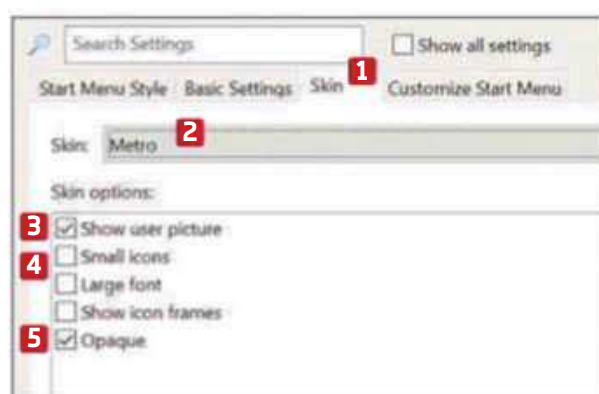 Search Settings Show all settings
1
Start Menu Style Basic Settings Skin Customize Start Menu
2
Skin: Metro
Skin options:
3 Show user picture
4 Small icons
Large font
Show icon frames
5 Opaque